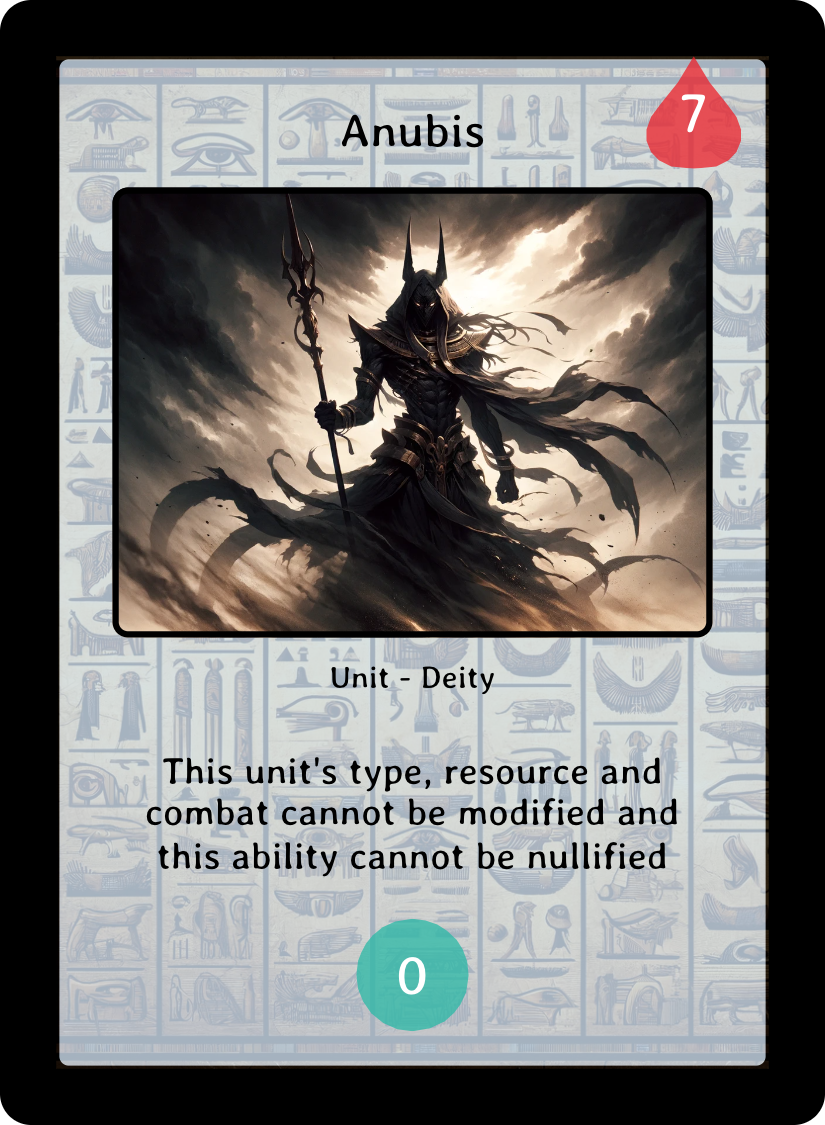 Anubis
7
Unit - Deity
This unit's type, resource and
combat cannot be modified and
this ability cannot be nullified
0